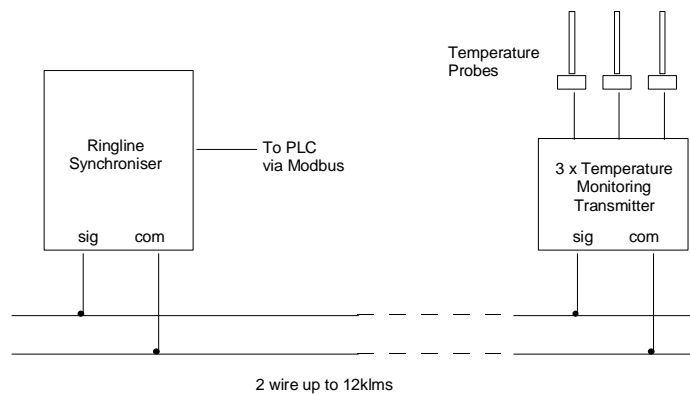 Temperature
Probes
Ringline
Synchroniser
To PLC
via Modbus
3 x Temperature
Monitoring
Transmitter
sig com
sig com
2 wire up to 12klms